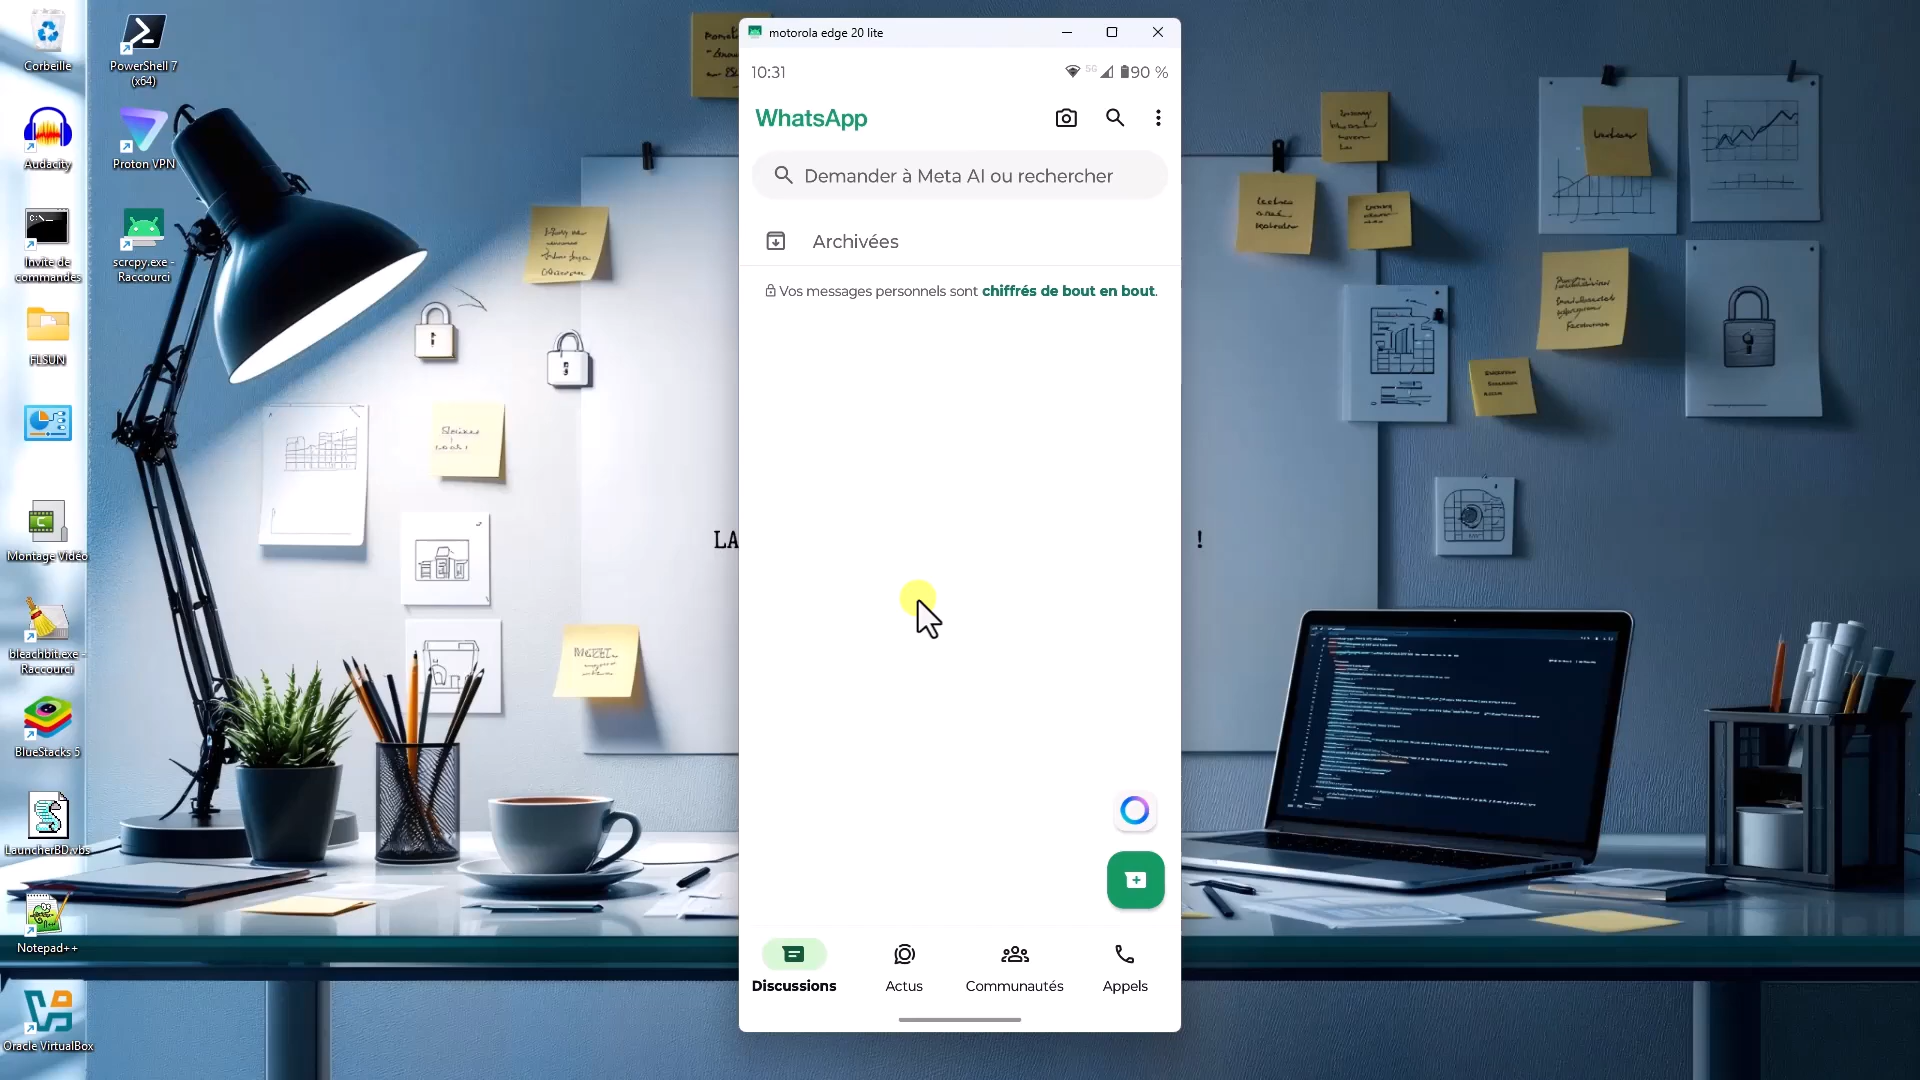 Corbeille
PowerShell 7
(x64)
Audacity
Proton VPN
Invite de
commandes
scrcpy.exe -
Raccourci
FLSUN
Montage Vidéo
bleachbit.exe -
Raccourci
BlueStacks 5
LauncherBD.vbs
Notepad++
Oracle VirtualBox
motorola edge 20 lite
10:31
5G
90 %
WhatsApp
Demander à Meta AI ou rechercher
Archivées
Vos messages personnels sont chiffrés de bout en bout.
LA
!
Discussions
Actus
Communautés
Appels